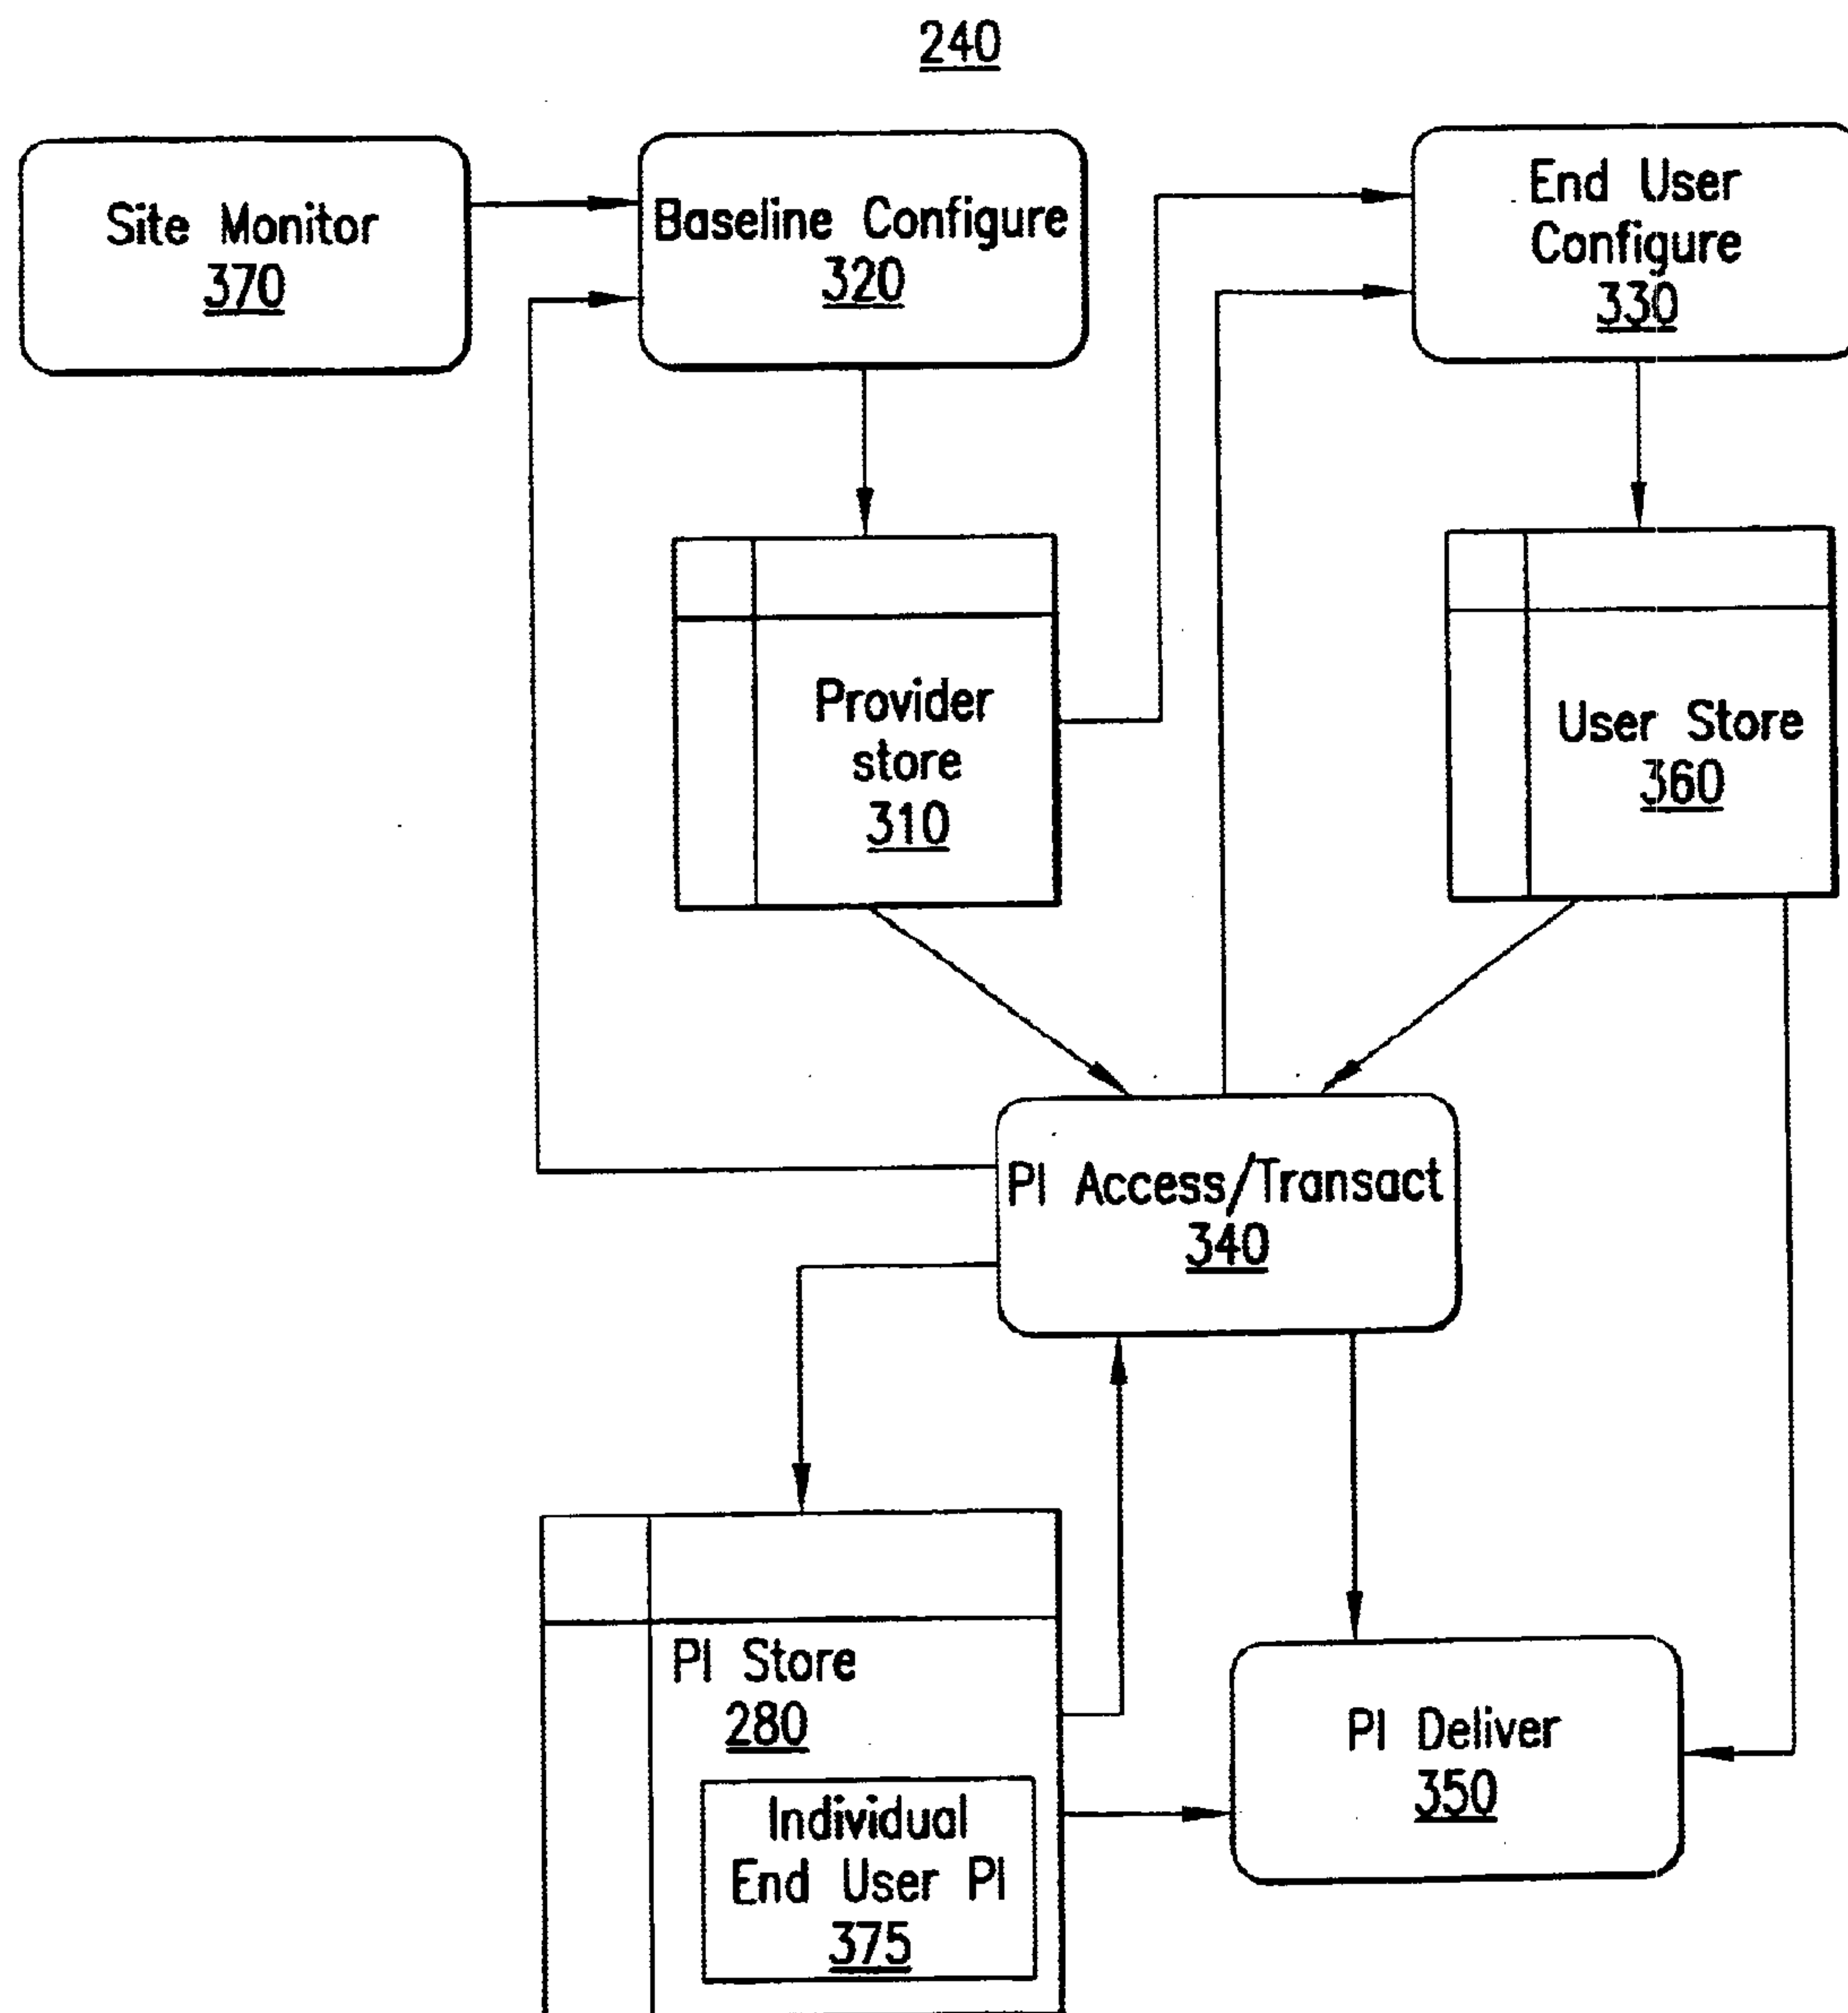 240
Site Monitor
370
Baseline Configure
320
End User
Configure
330
Provider
store
310
User Store
360
PI Access/Transact
340
PI Store
280
Individual
End User PI
375
PI Deliver
350